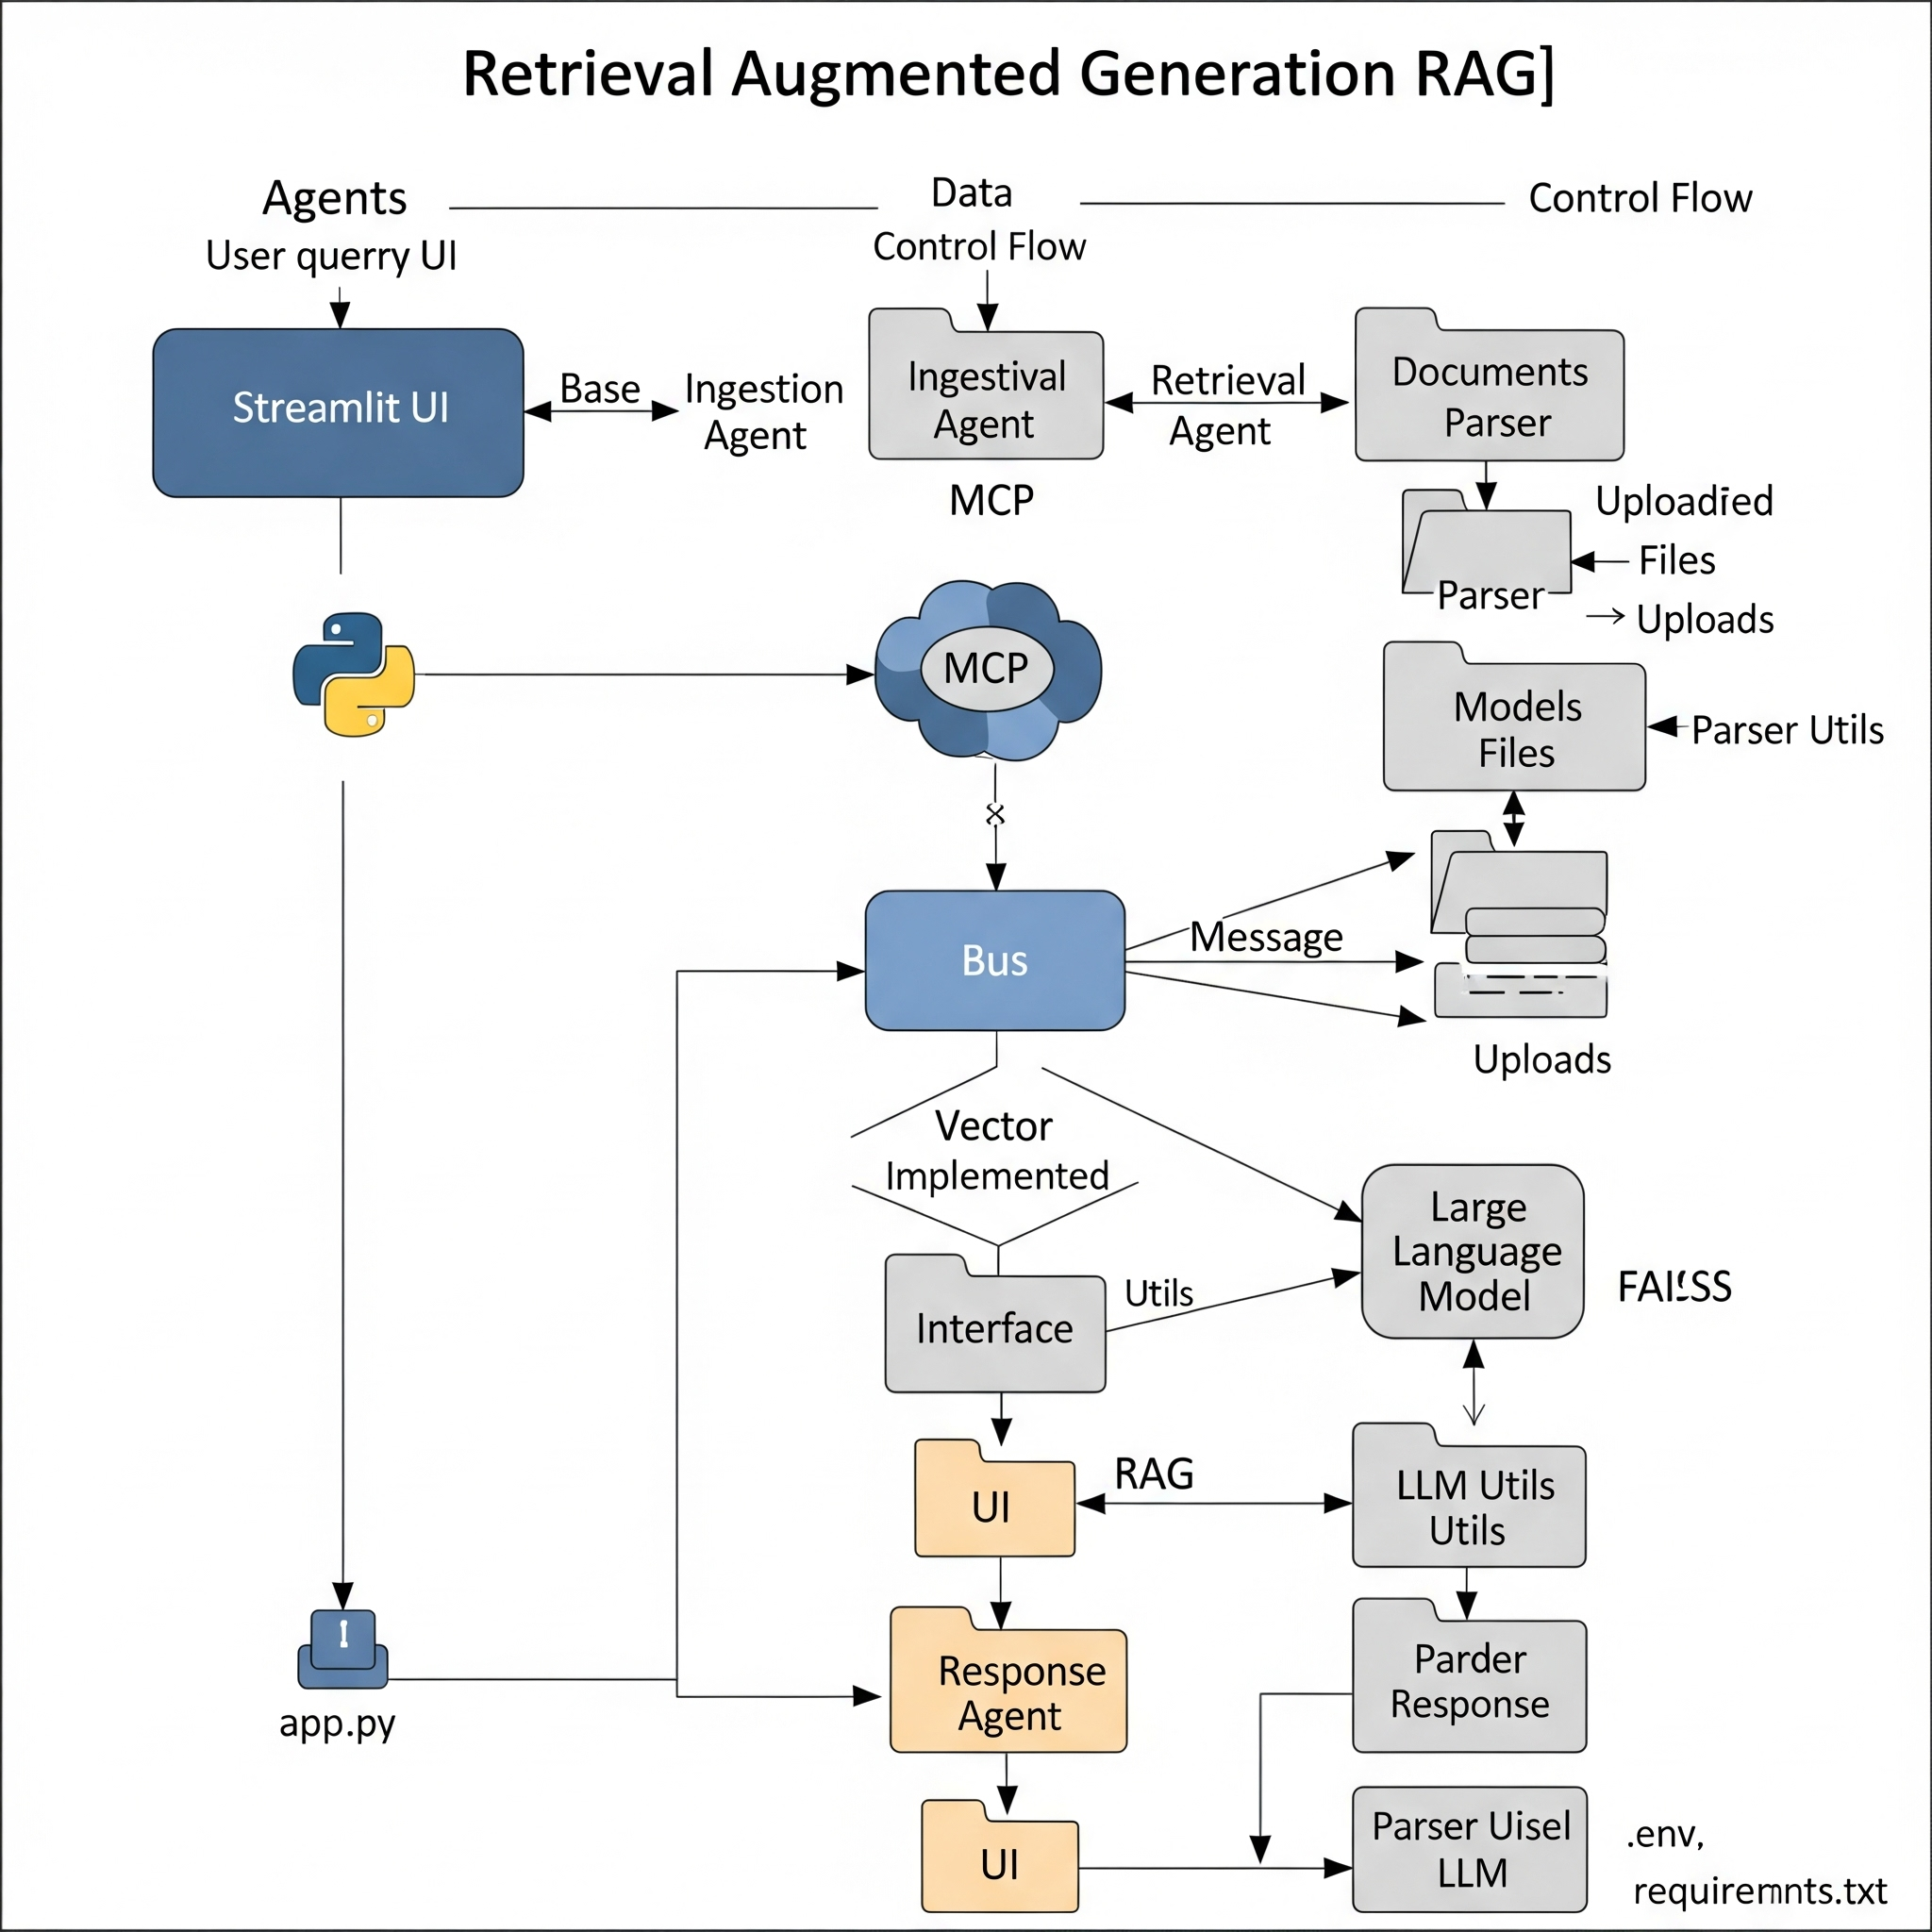 Retrieval Augmented Generation RAG]
Agents
Data
Control Flow
User querry UI
Control Flow
Streamlit UI
Base
Ingestion
Agent
Ingestival
Agent
Retrieval
Agent
Documents
Parser
MCP
Uploadied
Files
Parser
→ Uploads
MCP
Models
Files
Parser Utils
Bus
Message
Uploads
Vector
Implemented
Large
Language
Model
Interface
Utils
UI
RAG
LLM Utils
Utils
Response
Agent
Parder
Response
app.py
UI
Parser Uisel
LLM
.env,
requiremnts.txt